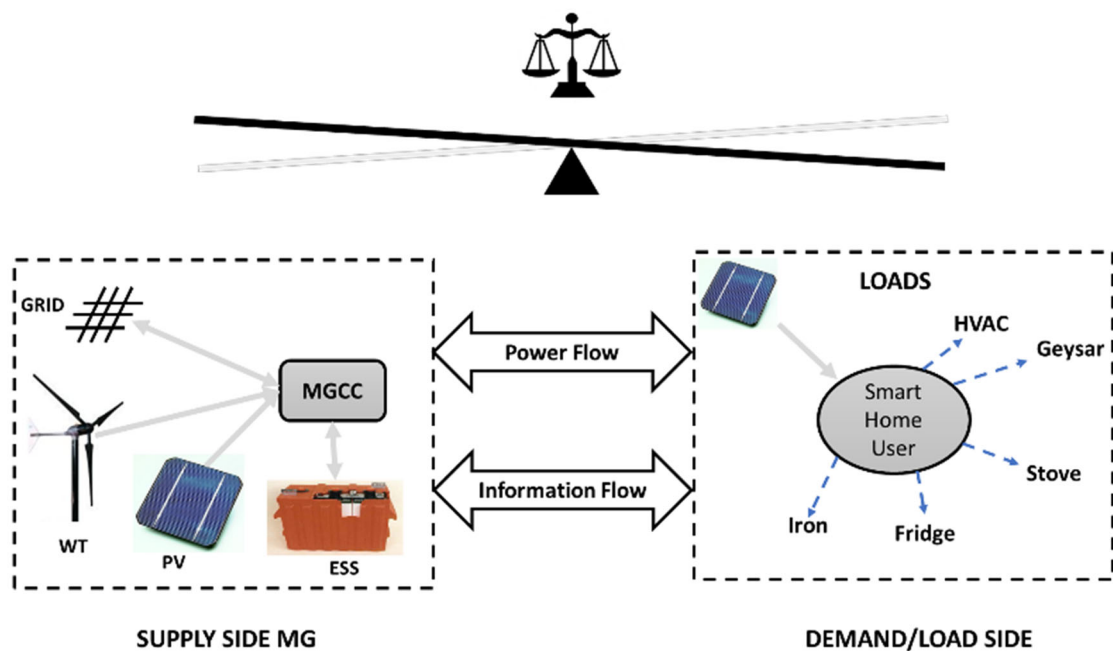 GRID
MGCC
WT
PV
ESS
SUPPLY SIDE MG
Power Flow
Information Flow
LOADS
HVAC
Geysar
Smart
Home
User
Stove
Iron
Fridge
DEMAND/LOAD SIDE